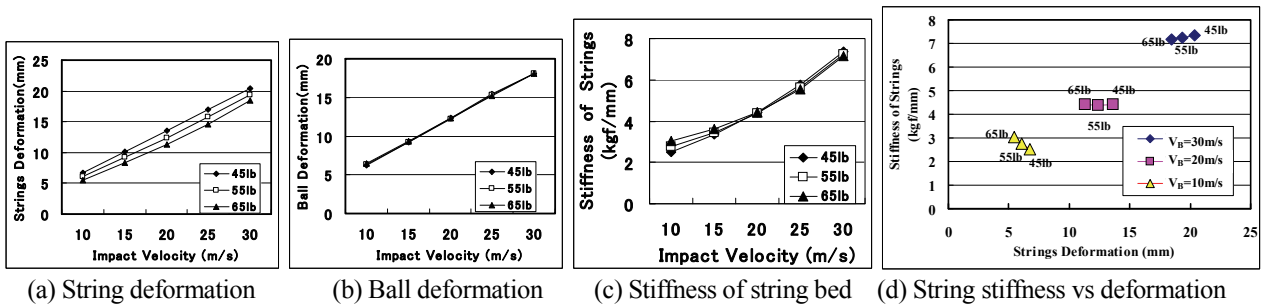 Strings Deformation(mm)
25
20
15
10
5
0
45lb
55lb
65lb
10 15 20 25 30
Impact Velocity (m/s)
(a) String deformation
Ball Deformation(mm)
20
15
10
5
0
45lb
55lb
65lb
10 15 20 25 30
Impact Velocity (m/s)
(b) Ball deformation
Stiffness of Strings
(kgf/mm)
8
6
4
2
0
45lb
55lb
65lb
10 15 20 25 30
Impact Velocity (m/s)
(c) Stiffness of string bed
Stiffness of Strings
(kgf/mm)
8
7
6
5
4
3
2
1
0
65lb
55lb
45lb
65lb
45lb
55lb
65lb
55lb
45lb
V_B=30m/s
V_B=20m/s
V_B=10m/s
0 5 10 15 20 25
Strings Deformation (mm)
(d) String stiffness vs deformation